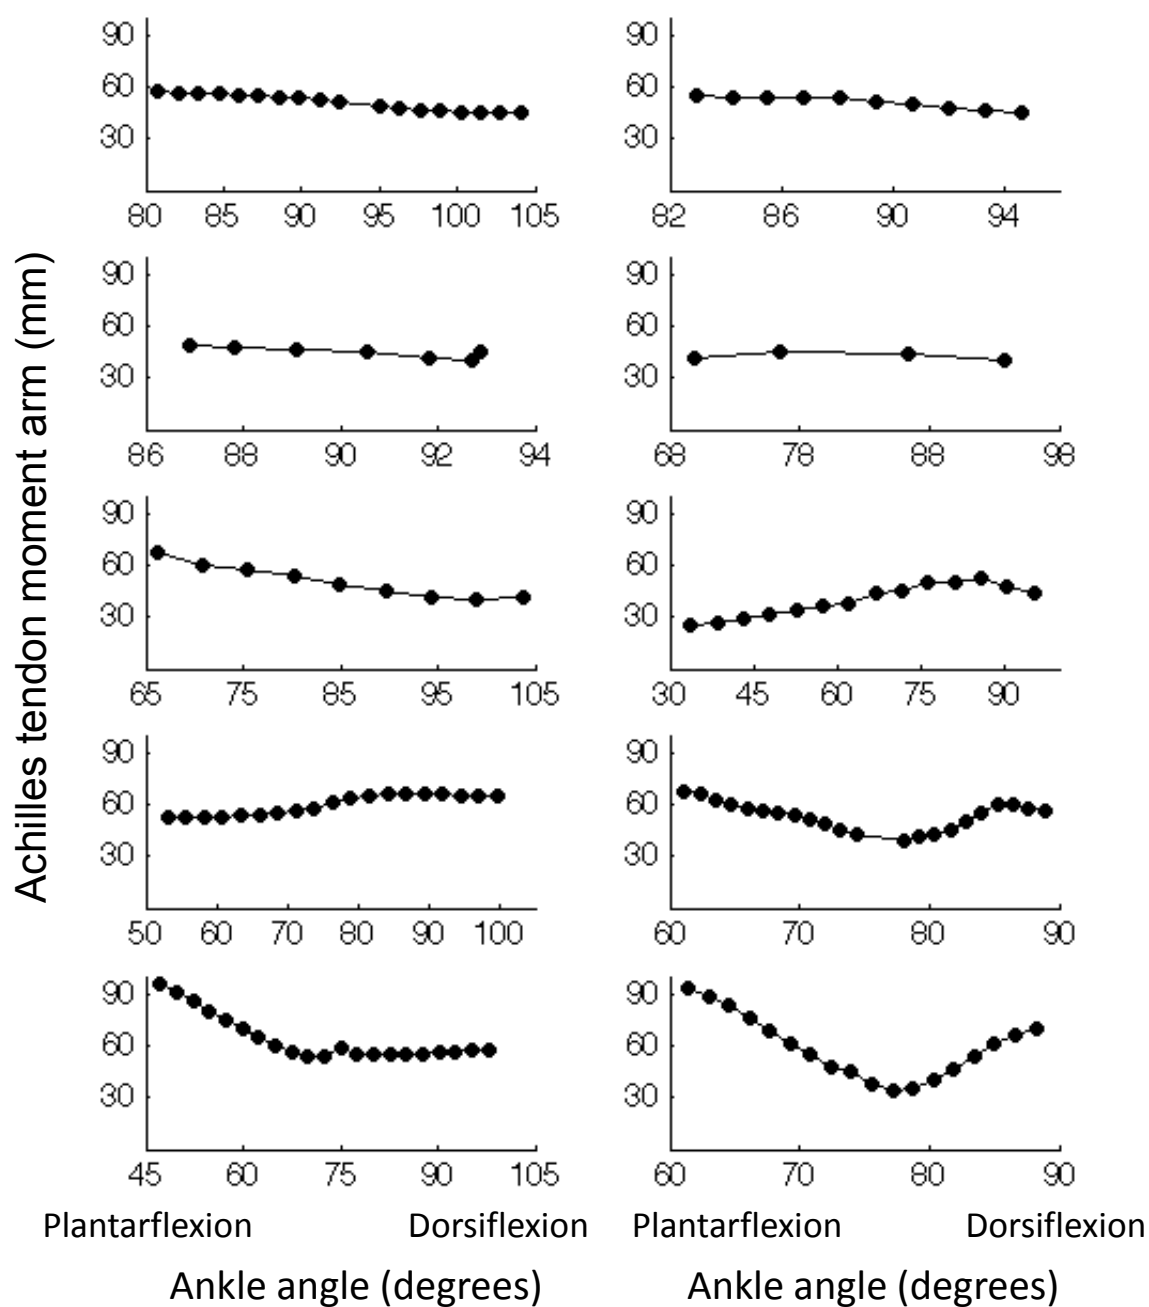 Achilles tendon moment arm (mm)
90 90
60 60
30 30
80 85 90 95 100 105 82 86 90 94
90 90
60 60
30 30
86 88 90 92 94 68 78 88 98
90 90
60 60
30 30
65 75 85 95 105 30 45 60 75 90
90 90
60 60
30 30
50 60 70 80 90 100 60 70 80 90
90 90
60 60
30 30
45 60 75 90 105 60 70 80 90
Plantarflexion Dorsiflexion Plantarflexion Dorsiflexion
Ankle angle (degrees) Ankle angle (degrees)